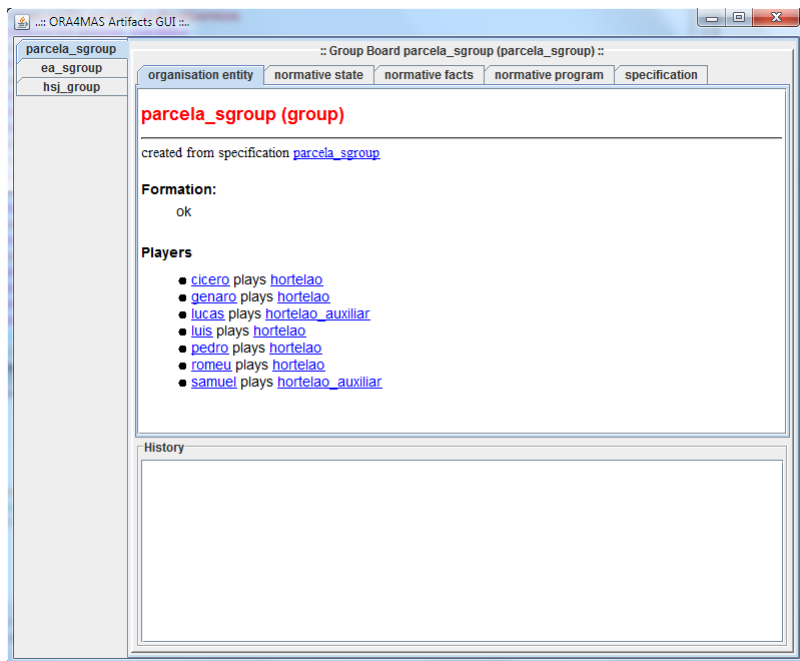 ..:: ORA4MAS Artifacts GUI ::..
parcela_sgroup
ea_sgroup
hsj_group
:: Group Board parcela_sgroup (parcela_sgroup) ::
organisation entity normative state normative facts normative program specification
parcela_sgroup (group)
created from specification parcela_sgroup
Formation:
ok
Players
cicero plays hortelao
genaro plays hortelao
lucas plays hortelao_auxiliar
luis plays hortelao
pedro plays hortelao
romeu plays hortelao
samuel plays hortelao_auxiliar
History